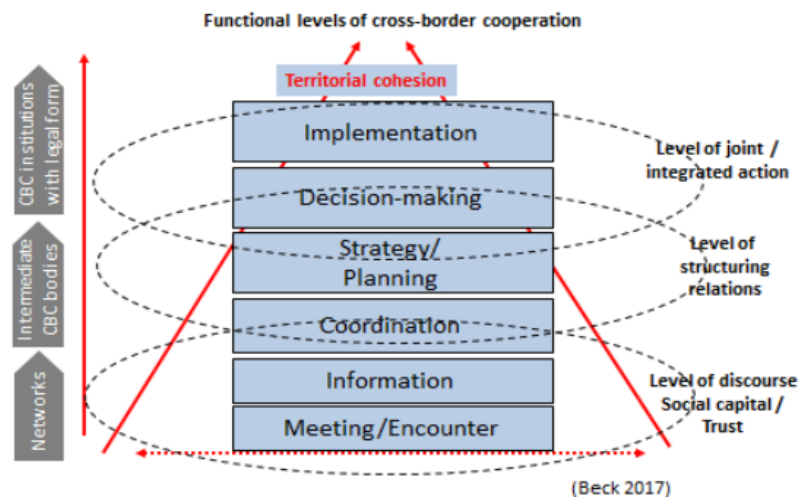 Functional levels of cross-border cooperation
Territorial cohesion
CBC institutions
with legal form
Implementation
Level of joint /
integrated action
Decision-making
Intermediate
CBC bodies
Strategy/
Planning
Level of
structuring
relations
Coordination
Networks
Information
Level of discourse
Social capital /
Trust
Meeting/Encounter
(Beck 2017)